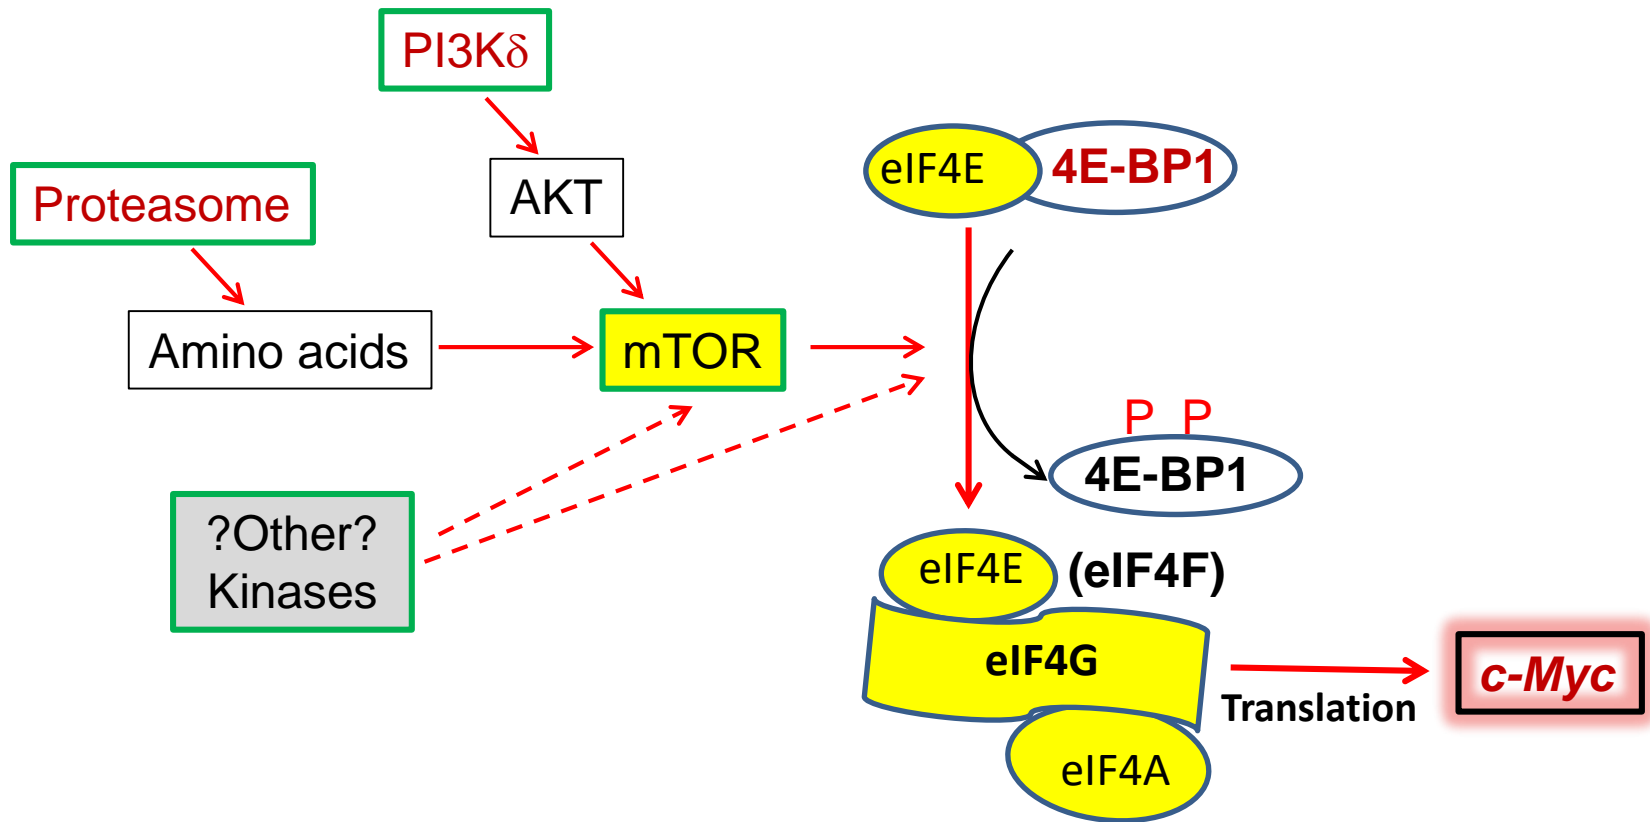 PI3Kδ
Proteasome
AKT
eIF4E
4E-BP1
Amino acids
mTOR
P P
4E-BP1
?Other?
Kinases
eIF4E
(eIF4F)
eIF4G
c-Myc
Translation
eIF4A